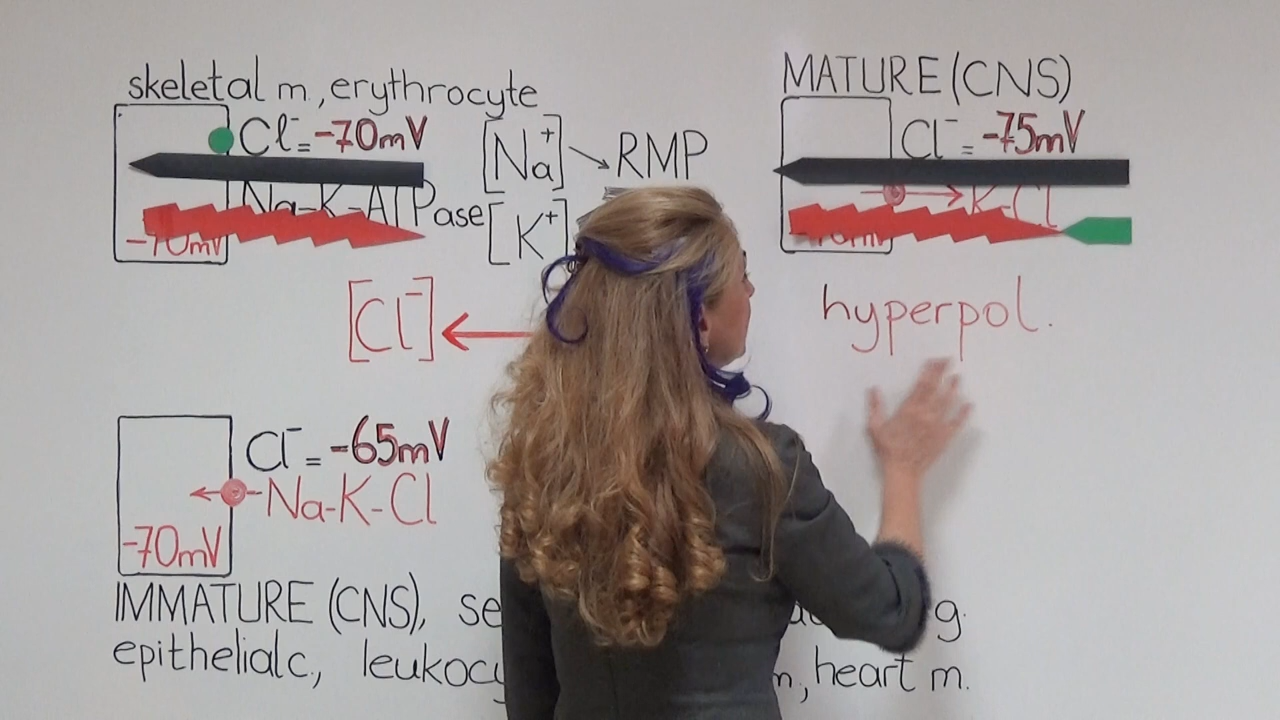 skeletal m., erythrocyte
Cl⁻ = -70mV
Na-K-ATPase
-70mV
[Na⁺] → RMP
[K⁺]
[Cl⁻] ←
MATURE (CNS)
Cl⁻ = -75mV
K-Cl
-70mV
hyperpol.
Cl⁻ = -65mV
← Na-K-Cl
-70mV
IMMATURE (CNS),
epithelial c., heart m.